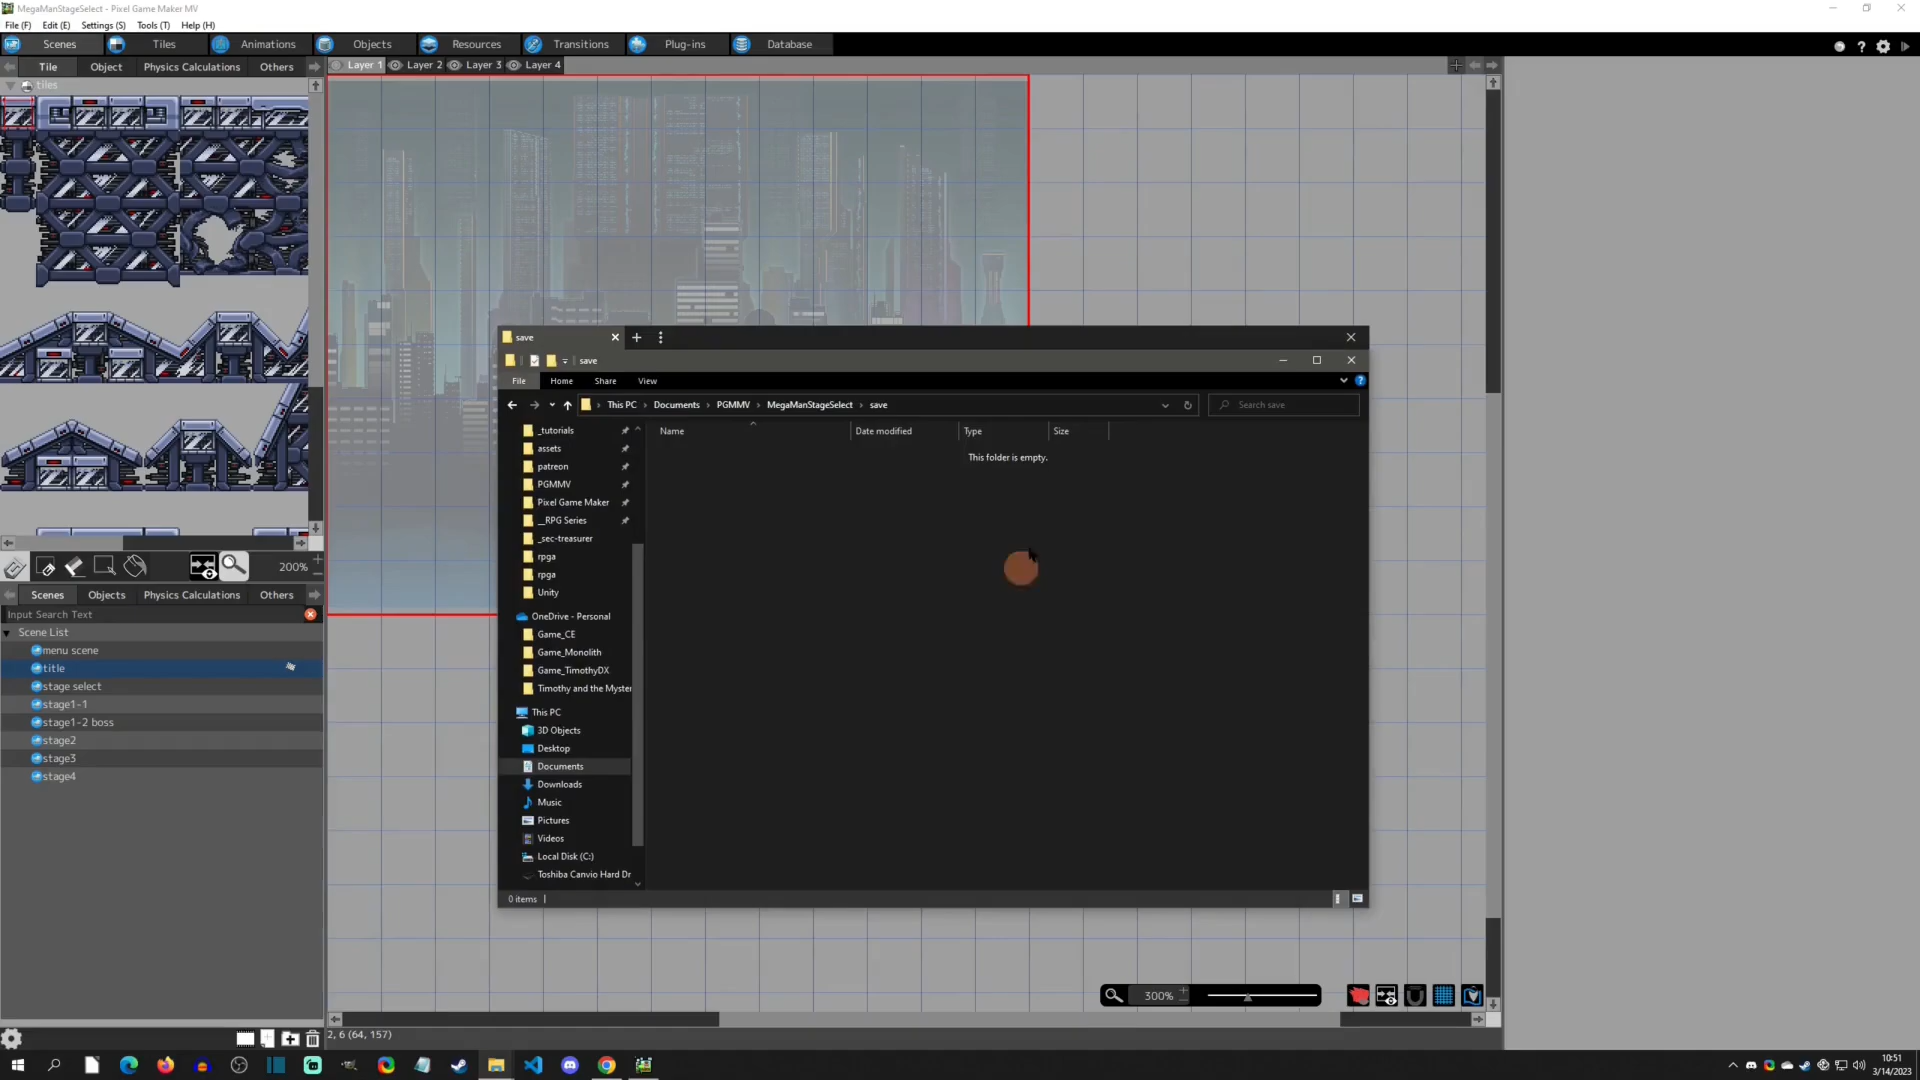 MegaManStageSelect - Pixel Game Maker MV
File (F) Edit (E) Settings (S) Tools (T) Help (H)
Scenes Tiles Animations Objects Resources Transitions Plug-ins Database
Tile Object Physics Calculations Others
Layer 1 Layer 2 Layer 3 Layer 4
tiles
200%
Scenes Objects Physics Calculations Others
Input Search Text
Scene List
menu scene
title
stage select
stage1-1
stage1-2 boss
stage2
stage3
stage4
save
save
File Home Share View
This PC Documents PGMMV MegaManStageSelect save
Search save
Name Date modified Type Size
This folder is empty.
_tutorials
assets
patreon
PGMMV
Pixel Game Maker
__RPG Series
_sec-treasurer
rpga
rpga
Unity
OneDrive - Personal
Game_CE
Game_Monolith
Game_TimothyDX
Timothy and the Myster
This PC
3D Objects
Desktop
Documents
Downloads
Music
Pictures
Videos
Local Disk (C:)
Toshiba Canvio Hard Dr
0 items
300%
2, 6 (64, 157)
10:51
3/14/2023